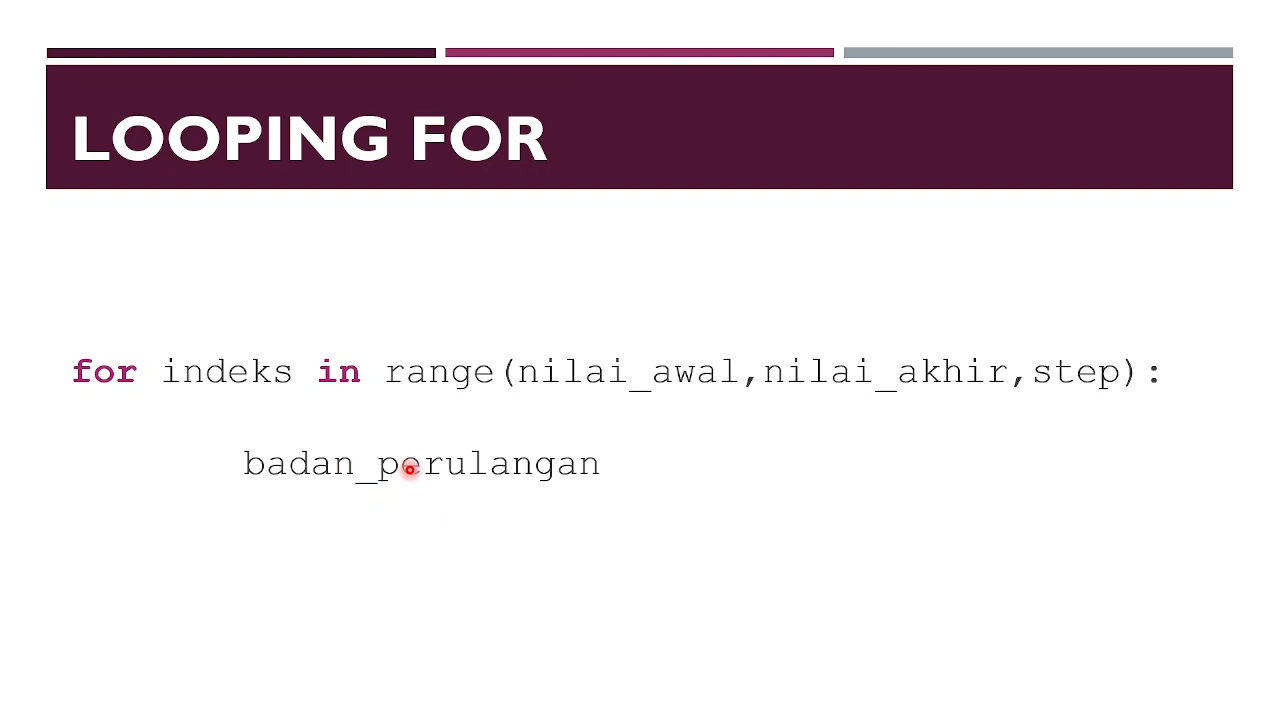 LOOPING FOR
for indeks in range(nilai_awal,nilai_akhir,step):
badan_perulangan